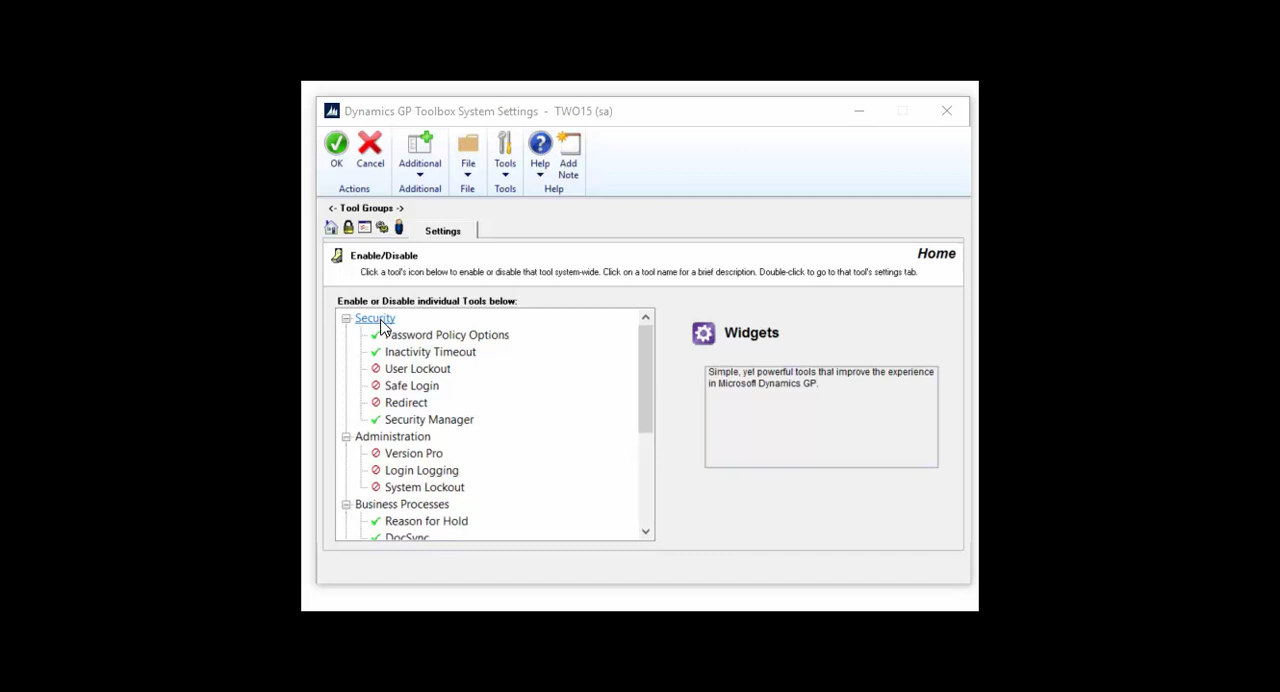 Dynamics GP Toolbox System Settings - TWO15 (sa)
OK Cancel Additional File Tools Help Add Note
Actions Additional File Tools Help
<- Tool Groups ->
Settings
Enable/Disable
Home
Click a tool's icon below to enable or disable that tool system-wide. Click on a tool name for a brief description. Double-click to go to that tool's settings tab.
Enable or Disable individual Tools below:
Security
Password Policy Options
Inactivity Timeout
User Lockout
Safe Login
Redirect
Security Manager
Administration
Version Pro
Login Logging
System Lockout
Business Processes
Reason for Hold
DocSync
Widgets
Simple, yet powerful tools that improve the experience
in Microsoft Dynamics GP.